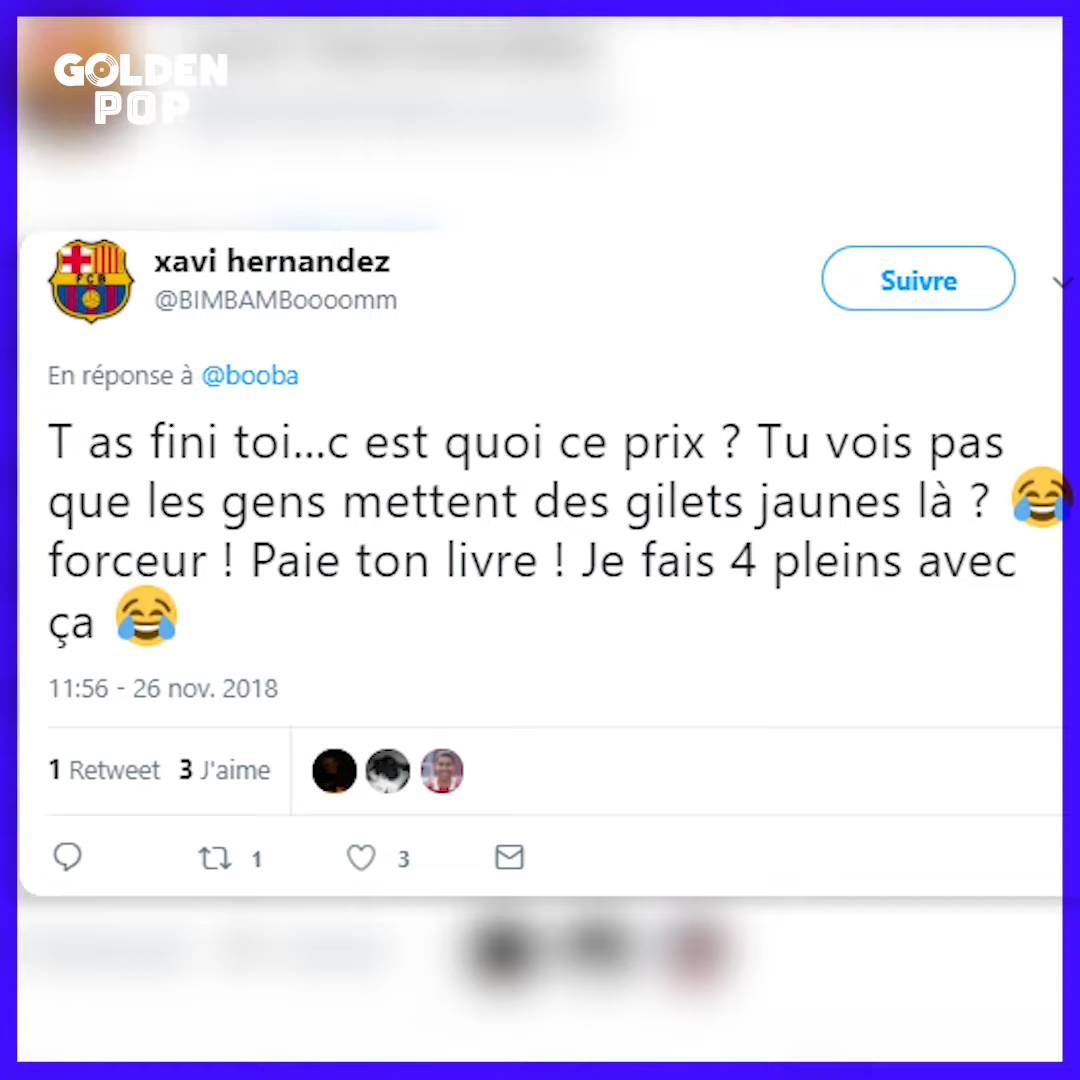 GOLDEN
POP
FCB
xavi hernandez
@BIMBAMBoooomm
Suivre
En réponse à @booba
T as fini toi...c est quoi ce prix ? Tu vois pas
que les gens mettent des gilets jaunes là ? 😂
forceur ! Paie ton livre ! Je fais 4 pleins avec
ça 😂
11:56 - 26 nov. 2018
1 Retweet 3 J'aime
1 3